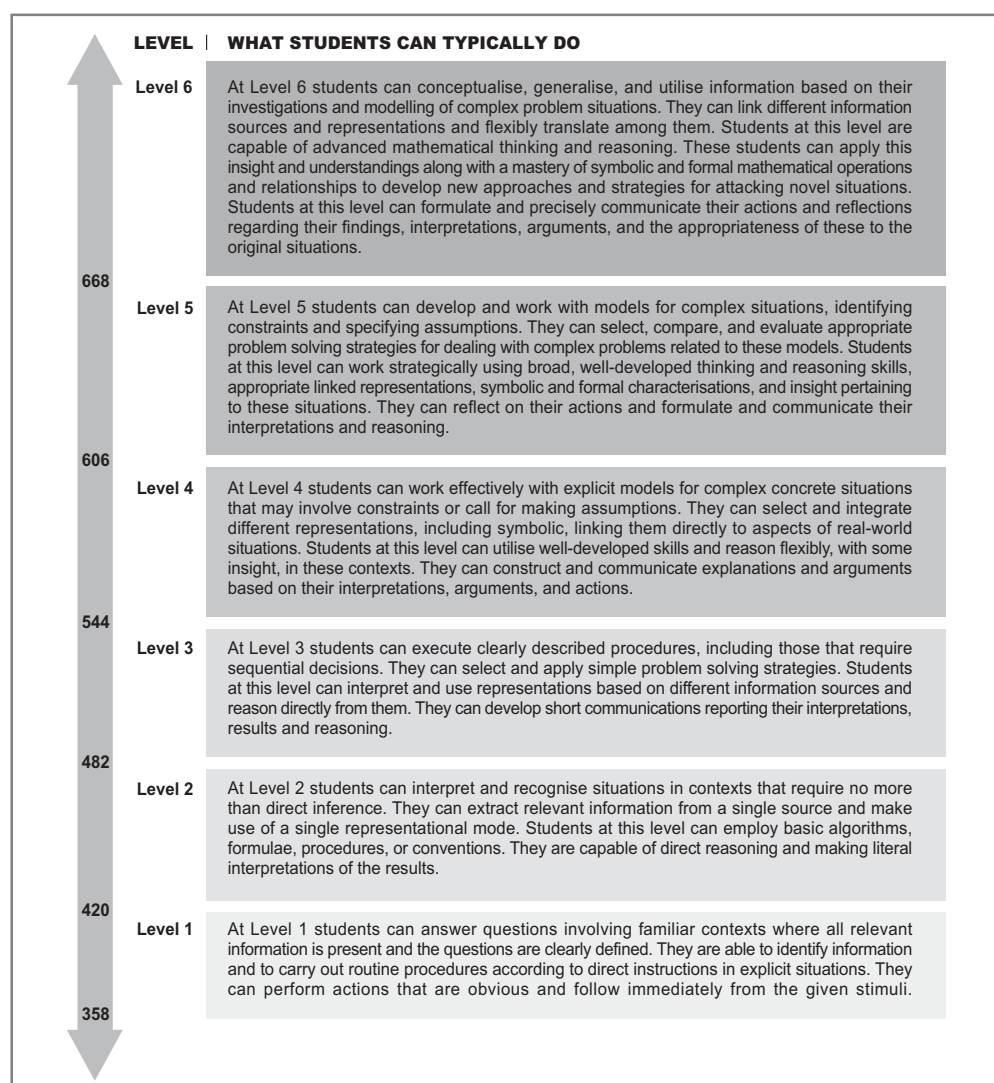 LEVEL | WHAT STUDENTS CAN TYPICALLY DO
Level 6 At Level 6 students can conceptualise, generalise, and utilise information based on their
investigations and modelling of complex problem situations. They can link different information
sources and representations and flexibly translate among them. Students at this level are
capable of advanced mathematical thinking and reasoning. These students can apply this
insight and understandings along with a mastery of symbolic and formal mathematical operations
and relationships to develop new approaches and strategies for attacking novel situations.
Students at this level can formulate and precisely communicate their actions and reflections
regarding their findings, interpretations, arguments, and the appropriateness of these to the
original situations.
668
Level 5 At Level 5 students can develop and work with models for complex situations, identifying
constraints and specifying assumptions. They can select, compare, and evaluate appropriate
problem solving strategies for dealing with complex problems related to these models. Students
at this level can work strategically using broad, well-developed thinking and reasoning skills,
appropriate linked representations, symbolic and formal characterisations, and insight pertaining
to these situations. They can reflect on their actions and formulate and communicate their
interpretations and reasoning.
606
Level 4 At Level 4 students can work effectively with explicit models for complex concrete situations
that may involve constraints or call for making assumptions. They can select and integrate
different representations, including symbolic, linking them directly to aspects of real-world
situations. Students at this level can utilise well-developed skills and reason flexibly, with some
insight, in these contexts. They can construct and communicate explanations and arguments
based on their interpretations, arguments, and actions.
544
Level 3 At Level 3 students can execute clearly described procedures, including those that require
sequential decisions. They can select and apply simple problem solving strategies. Students
at this level can interpret and use representations based on different information sources and
reason directly from them. They can develop short communications reporting their interpretations,
results and reasoning.
482
Level 2 At Level 2 students can interpret and recognise situations in contexts that require no more
than direct inference. They can extract relevant information from a single source and make
use of a single representational mode. Students at this level can employ basic algorithms,
formulae, procedures, or conventions. They are capable of direct reasoning and making literal
interpretations of the results.
420
Level 1 At Level 1 students can answer questions involving familiar contexts where all relevant
information is present and the questions are clearly defined. They are able to identify information
and to carry out routine procedures according to direct instructions in explicit situations. They
can perform actions that are obvious and follow immediately from the given stimuli.
358